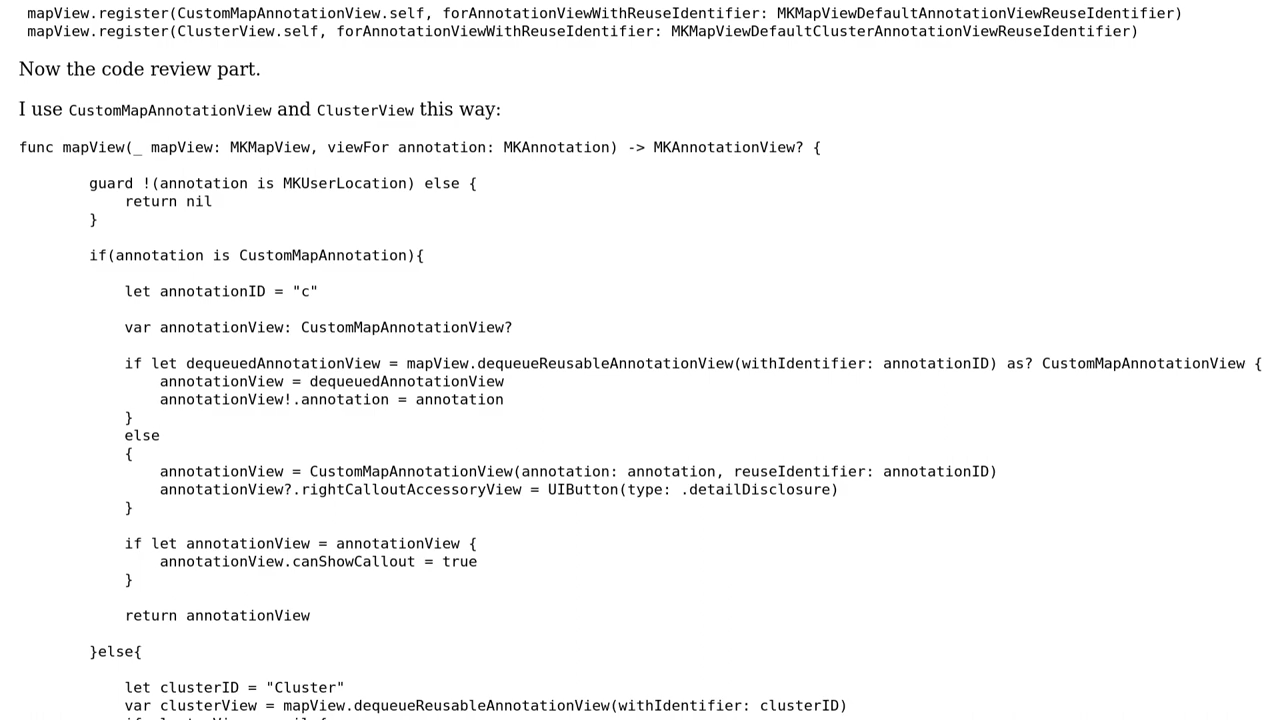 mapView.register(CustomMapAnnotationView.self, forAnnotationViewWithReuseIdentifier: MKMapViewDefaultAnnotationViewReuseIdentifier)
mapView.register(ClusterView.self, forAnnotationViewWithReuseIdentifier: MKMapViewDefaultClusterAnnotationViewReuseIdentifier)
Now the code review part.
I use CustomMapAnnotationView and ClusterView this way:
func mapView(_ mapView: MKMapView, viewFor annotation: MKAnnotation) -> MKAnnotationView? {
guard !(annotation is MKUserLocation) else {
return nil
}
if(annotation is CustomMapAnnotation){
let annotationID = "c"
var annotationView: CustomMapAnnotationView?
if let dequeuedAnnotationView = mapView.dequeueReusableAnnotationView(withIdentifier: annotationID) as? CustomMapAnnotationView {
annotationView = dequeuedAnnotationView
annotationView!.annotation = annotation
}
else
{
annotationView = CustomMapAnnotationView(annotation: annotation, reuseIdentifier: annotationID)
annotationView?.rightCalloutAccessoryView = UIButton(type: .detailDisclosure)
}
if let annotationView = annotationView {
annotationView.canShowCallout = true
}
return annotationView
}else{
let clusterID = "Cluster"
var clusterView = mapView.dequeueReusableAnnotationView(withIdentifier: clusterID)